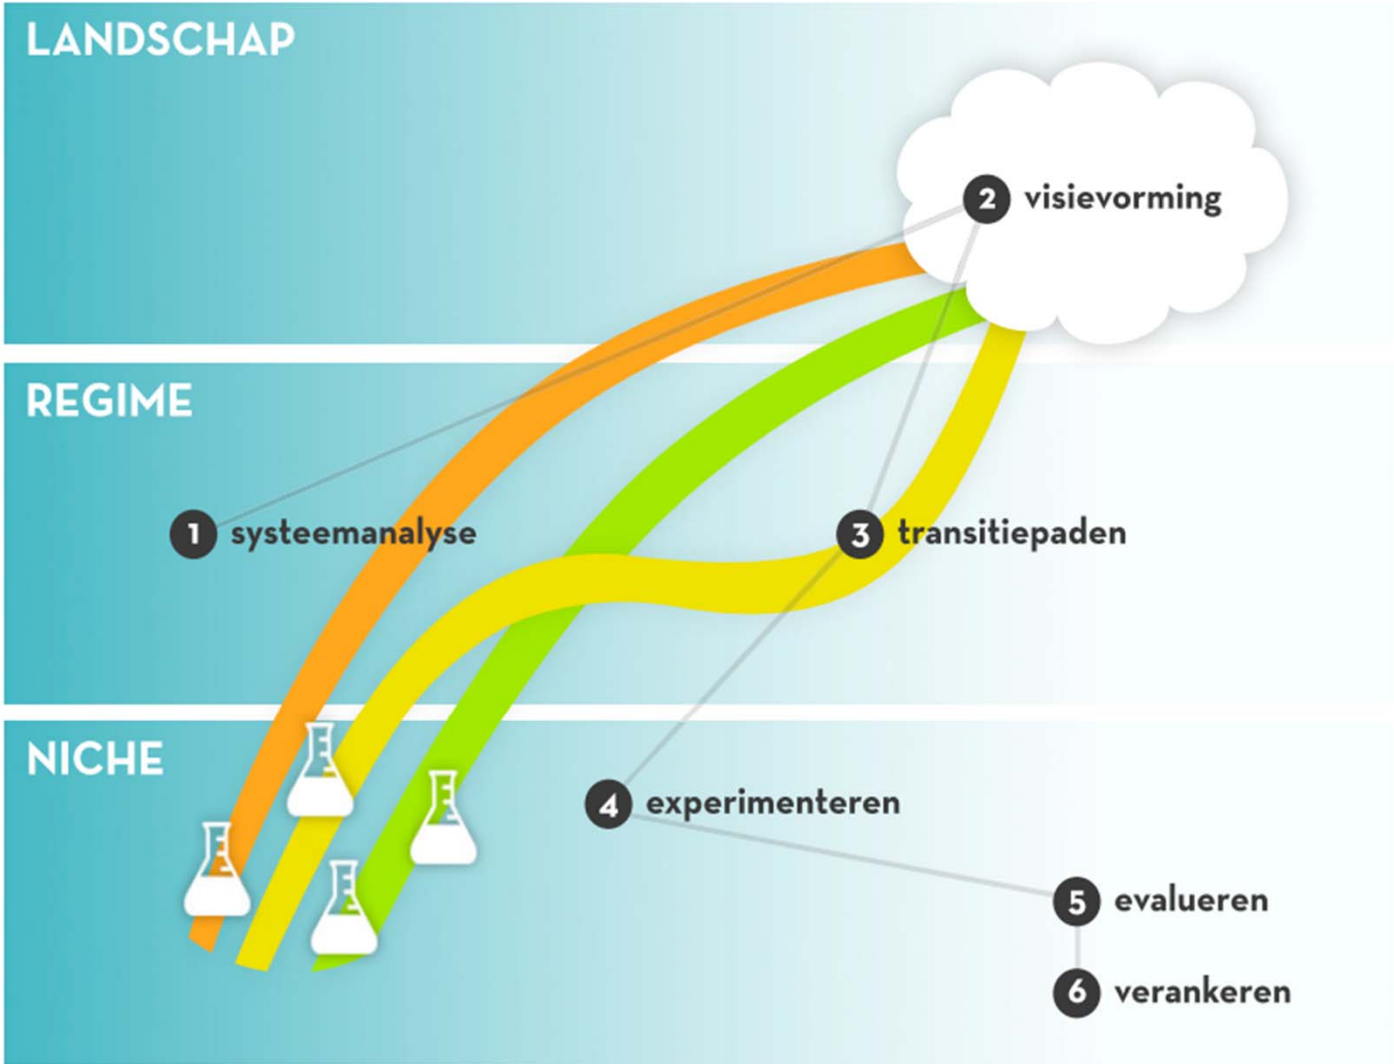 LANDSCHAP
2 visievorming
REGIME
1 systeemanalyse
3 transitiepaden
NICHE
4 experimenteren
5 evalueren
6 verankeren